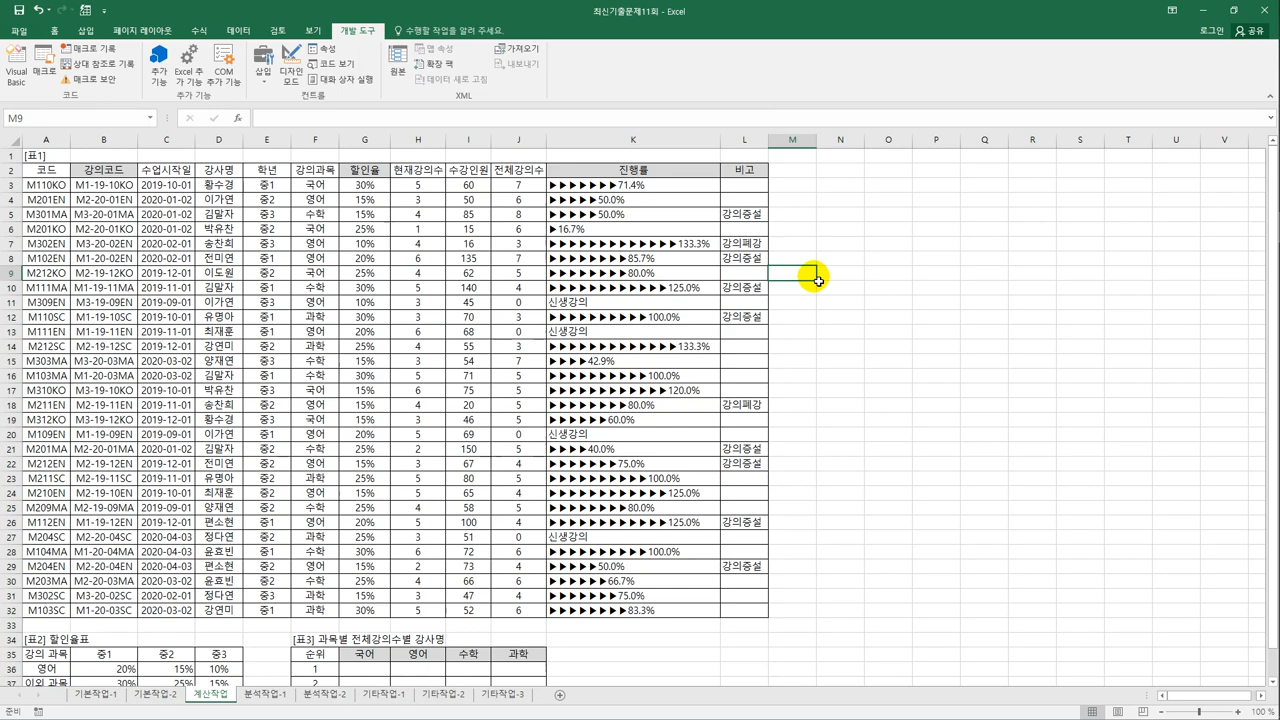 최신기출문제11회 - Excel
파일 홈 삽입 페이지 레이아웃 수식 데이터 검토 보기 개발 도구 수행할 작업을 알려 주세요. 로그인 공유
Visual Basic
매크로
매크로 기록
상대 참조로 기록
매크로 보안
코드
추가 기능
Excel 추가 기능
COM 추가 기능
추가 기능
삽입
디자인 모드
속성
코드 보기
대화 상자 실행
컨트롤
원본
맵 속성
확장 팩
데이터 새로 고침
가져오기
내보내기
XML
M9 fx
A B C D E F G H I J K L M N O P Q R S T U V
1 [표1]
2 코드 강의코드 수업시작일 강사명 학년 강의과목 할인율 현재강의수 수강인원 전체강의수 진행률 비고
3 M110KO M1-19-10KO 2019-10-01 황수경 중1 국어 30% 5 60 7 ▶▶▶▶▶▶▶71.4%
4 M201EN M2-20-01EN 2020-01-02 이가연 중2 영어 15% 3 50 6 ▶▶▶▶▶50.0%
5 M301MA M3-20-01MA 2020-01-02 김말자 중3 수학 15% 4 85 8 ▶▶▶▶▶50.0% 강의증설
6 M201KO M2-20-01KO 2020-01-02 박유찬 중2 국어 25% 1 15 6 ▶16.7%
7 M302EN M3-20-02EN 2020-02-01 송찬희 중3 영어 10% 4 16 3 ▶▶▶▶▶▶▶▶▶▶▶▶▶133.3% 강의폐강
8 M102EN M1-20-02EN 2020-02-01 전미연 중1 영어 20% 6 135 7 ▶▶▶▶▶▶▶▶85.7% 강의증설
9 M212KO M2-19-12KO 2019-12-01 이도원 중2 국어 25% 4 62 5 ▶▶▶▶▶▶▶▶80.0%
10 M111MA M1-19-11MA 2019-11-01 김말자 중1 수학 30% 5 140 4 ▶▶▶▶▶▶▶▶▶▶▶▶125.0% 강의증설
11 M309EN M3-19-09EN 2019-09-01 이가연 중3 영어 10% 3 45 0 신생강의
12 M110SC M1-19-10SC 2019-10-01 유명아 중1 과학 30% 3 70 3 ▶▶▶▶▶▶▶▶▶▶100.0% 강의증설
13 M111EN M1-19-11EN 2019-11-01 최재훈 중1 영어 20% 6 68 0 신생강의
14 M212SC M2-19-12SC 2019-12-01 강연미 중2 과학 25% 4 55 3 ▶▶▶▶▶▶▶▶▶▶▶▶▶133.3%
15 M303MA M3-20-03MA 2020-03-02 양재연 중3 수학 15% 3 54 7 ▶▶▶▶42.9%
16 M103MA M1-20-03MA 2020-03-02 김말자 중1 수학 30% 5 71 5 ▶▶▶▶▶▶▶▶▶▶100.0%
17 M310KO M3-19-10KO 2019-10-01 박유찬 중3 국어 15% 6 75 5 ▶▶▶▶▶▶▶▶▶▶▶▶120.0%
18 M211EN M2-19-11EN 2019-11-01 송찬희 중2 영어 15% 4 20 5 ▶▶▶▶▶▶▶▶80.0% 강의폐강
19 M312KO M3-19-12KO 2019-12-01 황수경 중3 국어 15% 3 46 5 ▶▶▶▶▶▶60.0%
20 M109EN M1-19-09EN 2019-09-01 이가연 중1 영어 20% 5 69 0 신생강의
21 M201MA M2-20-01MA 2020-01-02 김말자 중2 수학 25% 2 150 5 ▶▶▶▶40.0% 강의증설
22 M212EN M2-19-12EN 2019-12-01 전미연 중2 영어 15% 3 67 4 ▶▶▶▶▶▶▶75.0% 강의증설
23 M211SC M2-19-11SC 2019-11-01 유명아 중2 과학 25% 5 80 5 ▶▶▶▶▶▶▶▶▶▶100.0%
24 M210EN M2-19-10EN 2019-10-01 최재훈 중2 영어 15% 5 65 4 ▶▶▶▶▶▶▶▶▶▶▶▶125.0%
25 M209MA M2-19-09MA 2019-09-01 양재연 중2 수학 25% 4 58 5 ▶▶▶▶▶▶▶▶80.0%
26 M112EN M1-19-12EN 2019-12-01 편소현 중1 영어 20% 5 100 4 ▶▶▶▶▶▶▶▶▶▶▶▶125.0% 강의증설
27 M204SC M2-20-04SC 2020-04-03 정다연 중2 과학 25% 3 51 0 신생강의
28 M104MA M1-20-04MA 2020-04-03 윤효빈 중1 수학 30% 6 72 6 ▶▶▶▶▶▶▶▶▶▶100.0%
29 M204EN M2-20-04EN 2020-04-03 편소현 중2 영어 15% 2 73 4 ▶▶▶▶▶50.0% 강의증설
30 M203MA M2-20-03MA 2020-03-02 윤효빈 중2 수학 25% 4 66 6 ▶▶▶▶▶▶66.7%
31 M302SC M3-20-02SC 2020-02-01 정다연 중3 과학 15% 3 47 4 ▶▶▶▶▶▶▶75.0%
32 M103SC M1-20-03SC 2020-03-02 강연미 중1 과학 30% 5 52 6 ▶▶▶▶▶▶▶▶83.3%
33
34 [표2] 할인율표 [표3] 과목별 전체강의수별 강사명
35 강의 과목 중1 중2 중3 순위 국어 영어 수학 과학
36 영어 20% 15% 10% 1
37 이외 과목 30% 25% 15% 2
기본작업-1 기본작업-2 계산작업 분석작업-1 분석작업-2 기타작업-1 기타작업-2 기타작업-3
준비 100 %